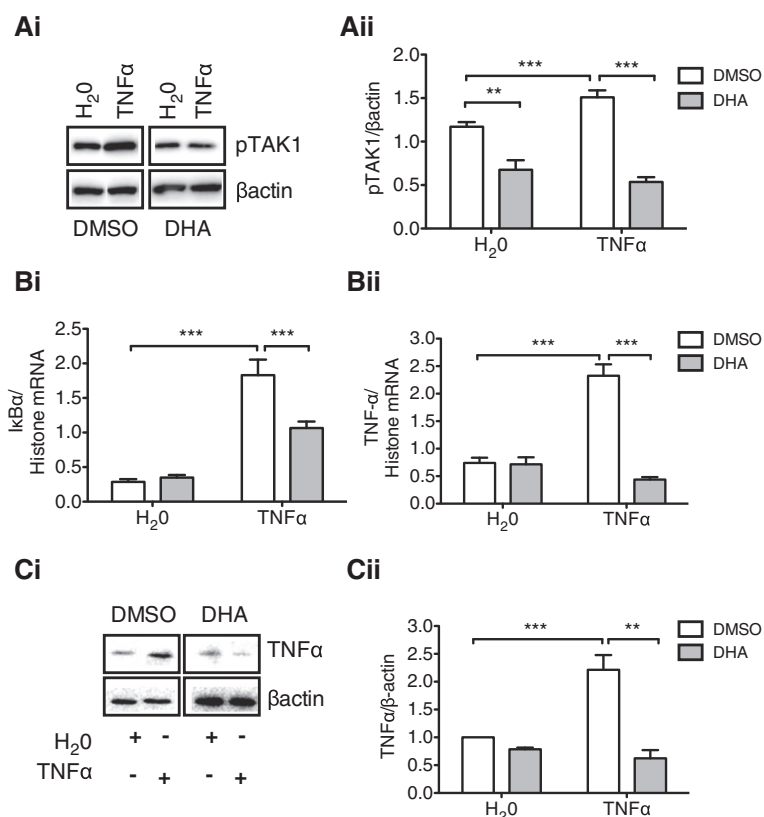 Ai
H20 TNFα H20 TNFα
pTAK1
βactin
DMSO DHA
Aii
pTAK1/βactin
2.0
1.5
1.0
0.5
0.0
*** ***
**
H20 TNFα
DMSO
DHA
Bi
IκBα/
Histone mRNA
2.5
2.0
1.5
1.0
0.5
0.0
*** ***
H20 TNFα
Bii
TNF-α/
Histone mRNA
3.0
2.5
2.0
1.5
1.0
0.5
0.0
*** ***
H20 TNFα
DMSO
DHA
Ci
DMSO DHA
TNFα
βactin
H20 + - + -
TNFα - + - +
Cii
TNFα/β-actin
3.0
2.5
2.0
1.5
1.0
0.5
0.0
*** **
H20 TNFα
DMSO
DHA